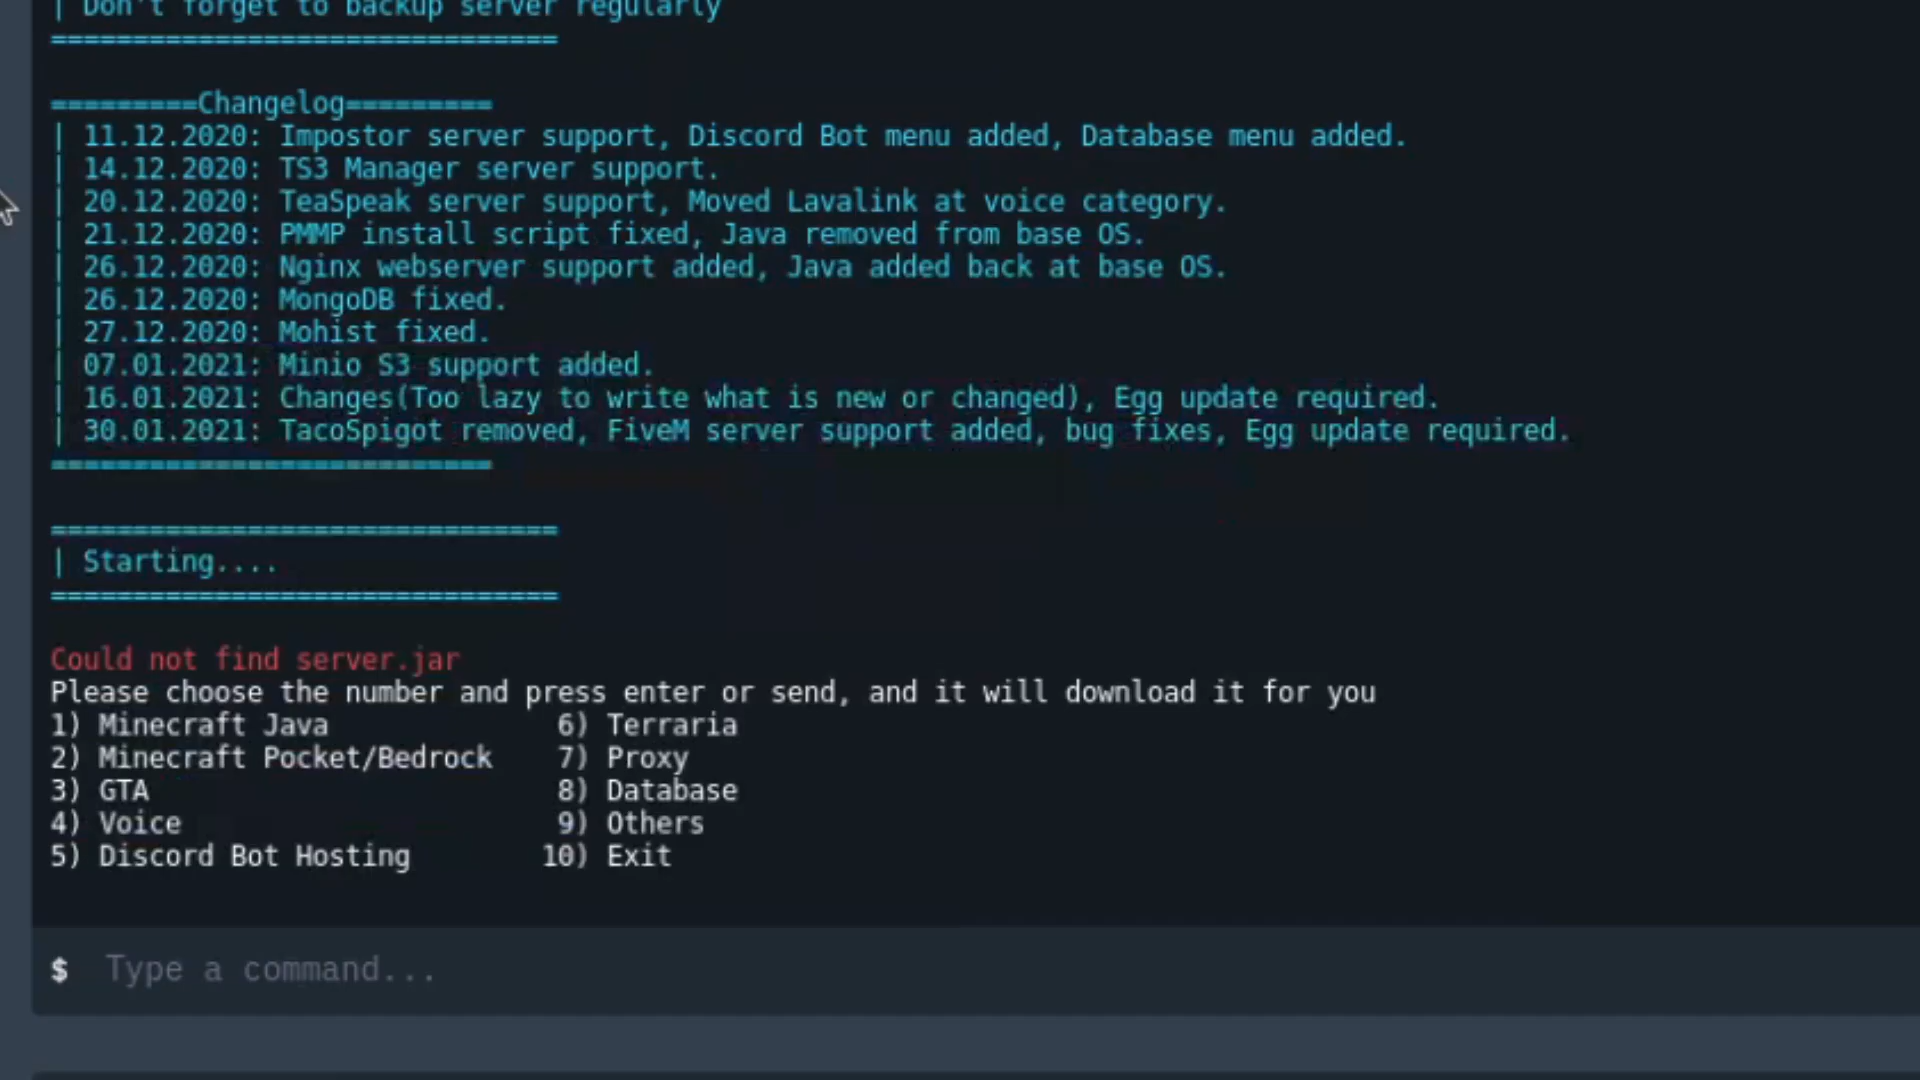 | Don't forget to backup server regularly
===============================
=========Changelog=========
| 11.12.2020: Impostor server support, Discord Bot menu added, Database menu added.
| 14.12.2020: TS3 Manager server support.
| 20.12.2020: TeaSpeak server support, Moved Lavalink at voice category.
| 21.12.2020: PMMP install script fixed, Java removed from base OS.
| 26.12.2020: Nginx webserver support added, Java added back at base OS.
| 26.12.2020: MongoDB fixed.
| 27.12.2020: Mohist fixed.
| 07.01.2021: Minio S3 support added.
| 16.01.2021: Changes(Too lazy to write what is new or changed), Egg update required.
| 30.01.2021: TacoSpigot removed, FiveM server support added, bug fixes, Egg update required.
===========================
===============================
| Starting....
===============================
Could not find server.jar
Please choose the number and press enter or send, and it will download it for you
1) Minecraft Java 6) Terraria
2) Minecraft Pocket/Bedrock 7) Proxy
3) GTA 8) Database
4) Voice 9) Others
5) Discord Bot Hosting 10) Exit
$ Type a command...